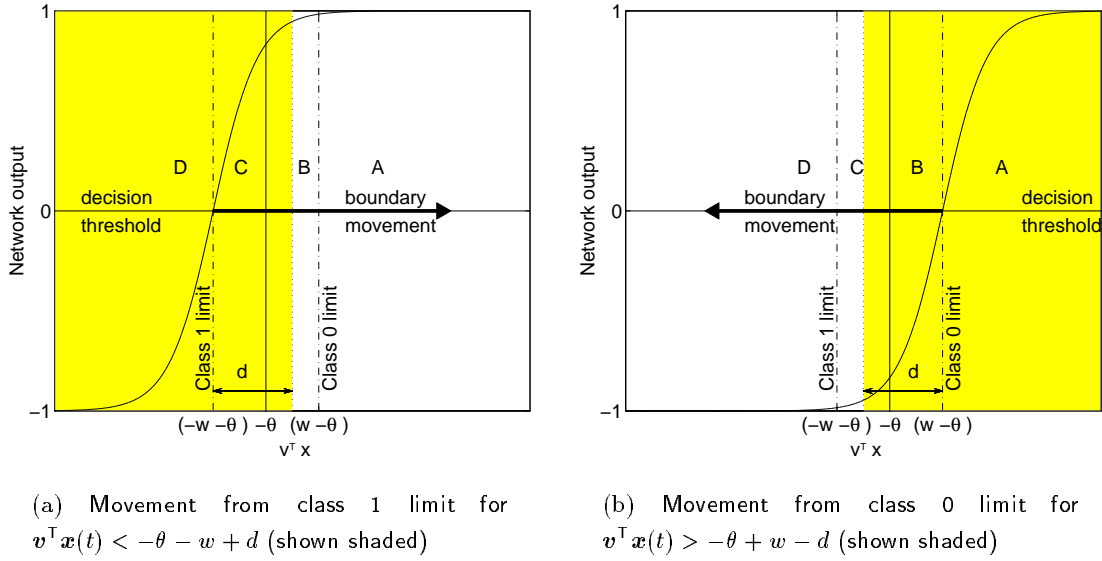 1
0
−1
Network output
D C B A
decision
threshold
boundary
movement
Class 1 limit
Class 0 limit
d
(−w −θ ) −θ (w −θ )
vᵀ x
1
0
−1
Network output
D C B A
boundary
movement
decision
threshold
Class 1 limit
Class 0 limit
d
(−w −θ ) −θ (w −θ )
vᵀ x
(a) Movement from class 1 limit for
vᵀx(t) < −θ − w + d (shown shaded)
(b) Movement from class 0 limit for
vᵀx(t) > −θ + w − d (shown shaded)